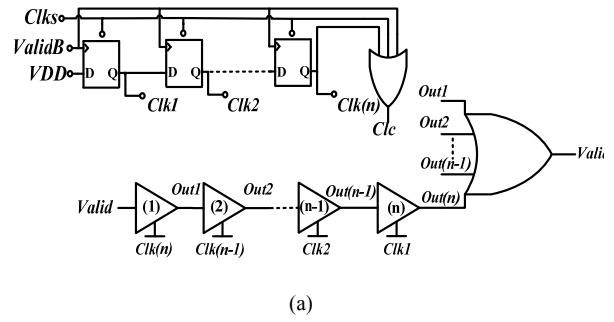 Clks
ValidB
VDD
D Q
D Q
D Q
Clk1
Clk2
Clk(n)
Clc
Out1
Out2
Out(n-1)
Out(n)
Valid
Valid
(1)
Out1
(2)
Out2
(n-1)
Out(n-1)
(n)
Clk(n)
Clk(n-1)
Clk2
Clk1
(a)